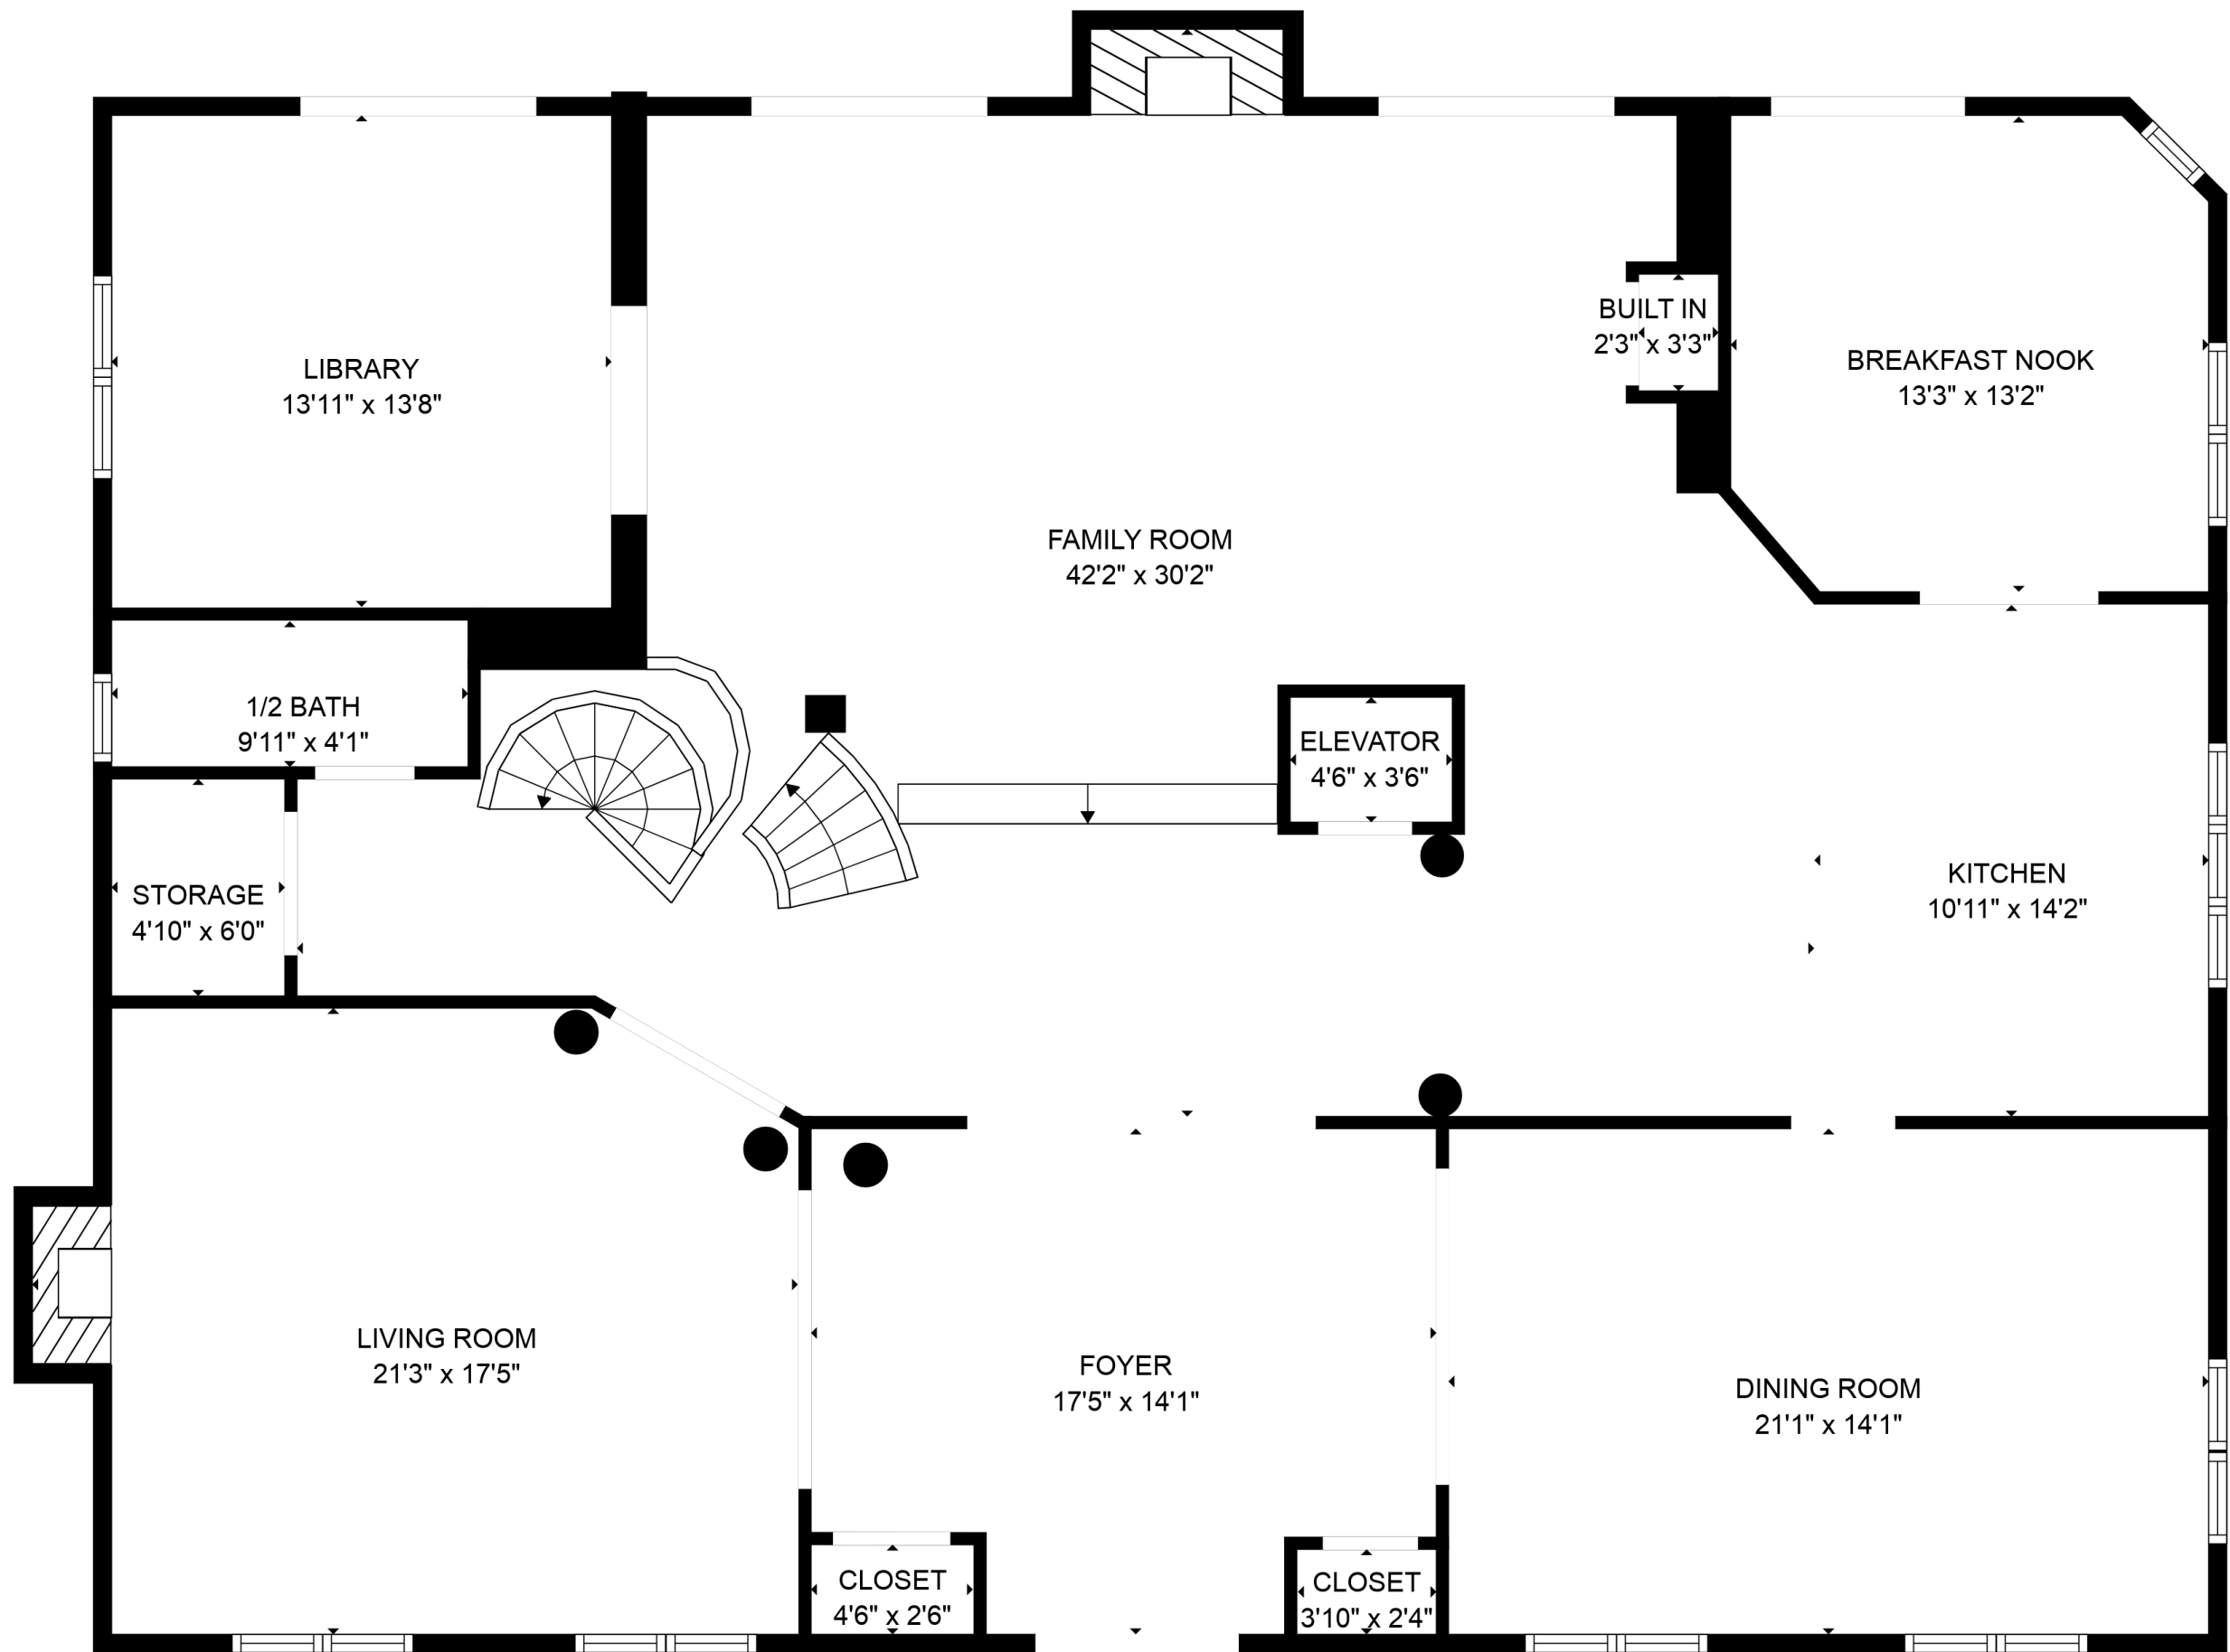 BUILT IN
2'3" x 3'3"
LIBRARY
13'11" x 13'8"
BREAKFAST NOOK
13'3" x 13'2"
FAMILY ROOM
42'2" x 30'2"
1/2 BATH
9'11" x 4'1"
ELEVATOR
4'6" x 3'6"
STORAGE
4'10" x 6'0"
KITCHEN
10'11" x 14'2"
LIVING ROOM
21'3" x 17'5"
FOYER
17'5" x 14'1"
DINING ROOM
21'1" x 14'1"
CLOSET
4'6" x 2'6"
CLOSET
3'10" x 2'4"